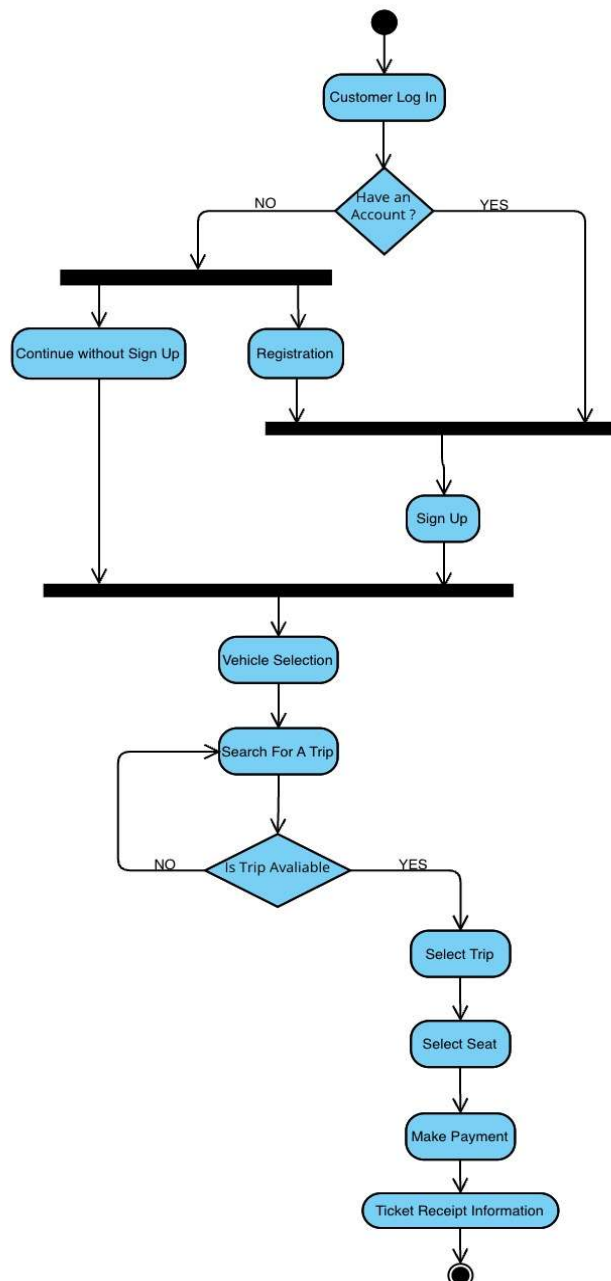 Customer Log In
Have an
Account ?
NO
YES
Continue without Sign Up
Registration
Sign Up
Vehicle Selection
Search For A Trip
Is Trip Avaliable
NO
YES
Select Trip
Select Seat
Make Payment
Ticket Receipt Information